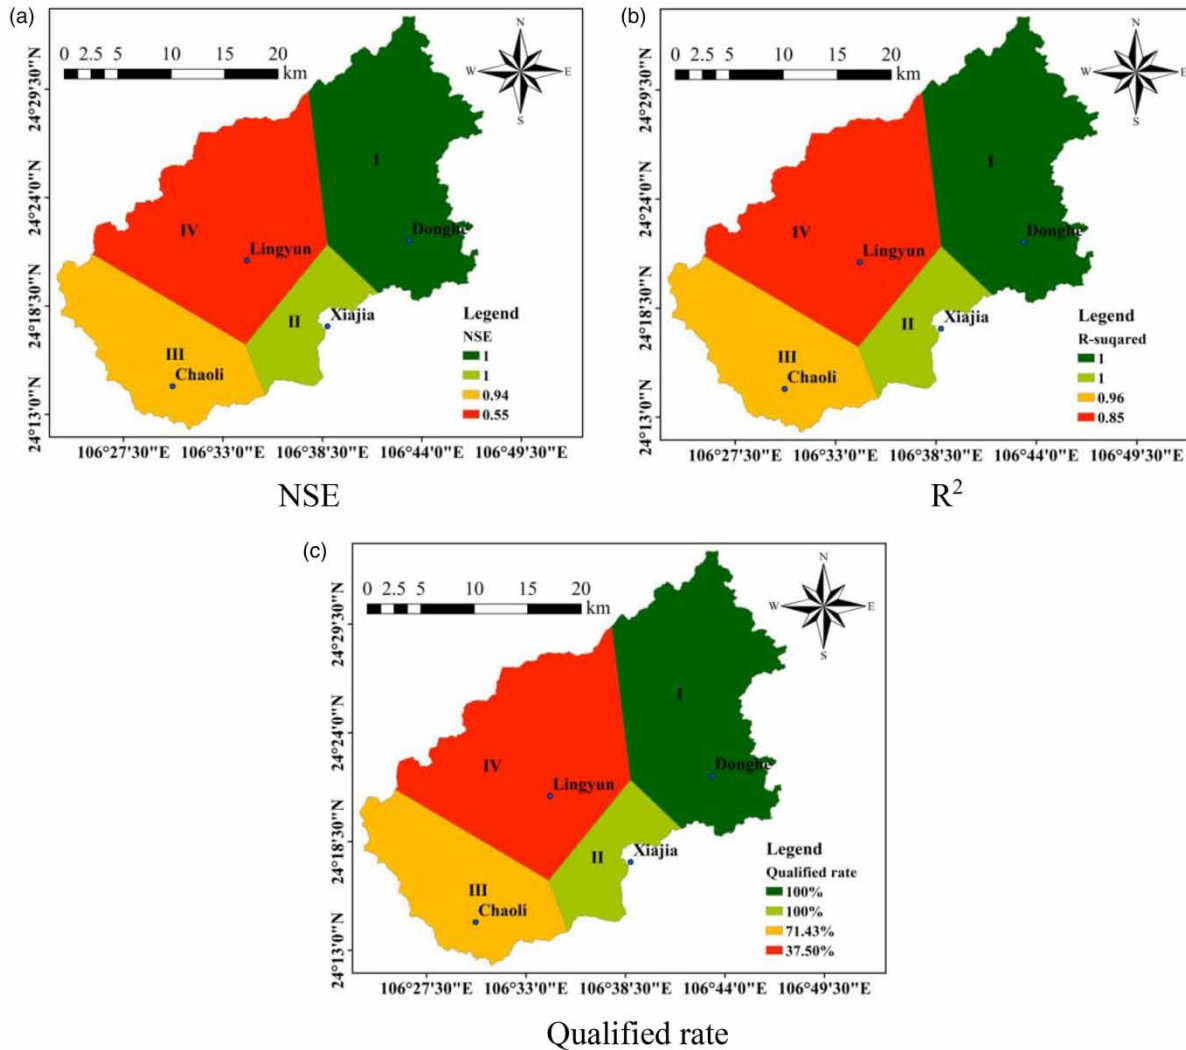 (a)
0 2.5 5 10 15 20
km
N
W E
S
24°29'30"N
24°24'0"N
24°18'30"N
24°13'0"N
I
IV
Donghe
Lingyun
II
Xiajia
III
Chaoli
Legend
NSE
1
1
0.94
0.55
106°27'30"E 106°33'0"E 106°38'30"E 106°44'0"E 106°49'30"E
NSE
(b)
0 2.5 5 10 15 20
km
N
W E
S
24°29'30"N
24°24'0"N
24°18'30"N
24°13'0"N
I
IV
Donghe
Lingyun
II
Xiajia
III
Chaoli
Legend
R-suqared
1
1
0.96
0.85
106°27'30"E 106°33'0"E 106°38'30"E 106°44'0"E 106°49'30"E
R²
(c)
0 2.5 5 10 15 20
km
N
W E
S
24°29'30"N
24°24'0"N
24°18'30"N
24°13'0"N
I
IV
Donghe
Lingyun
II
Xiajia
III
Chaoli
Legend
Qualified rate
100%
100%
71.43%
37.50%
106°27'30"E 106°33'0"E 106°38'30"E 106°44'0"E 106°49'30"E
Qualified rate